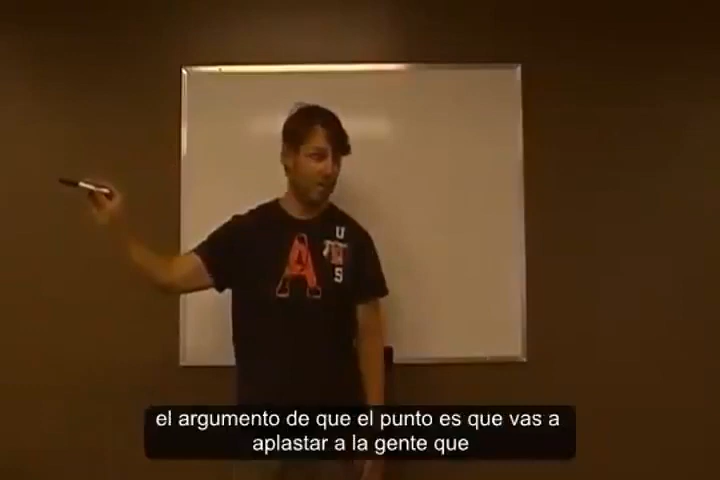 U
A
S
el argumento de que el punto es que vas a
aplastar a la gente que